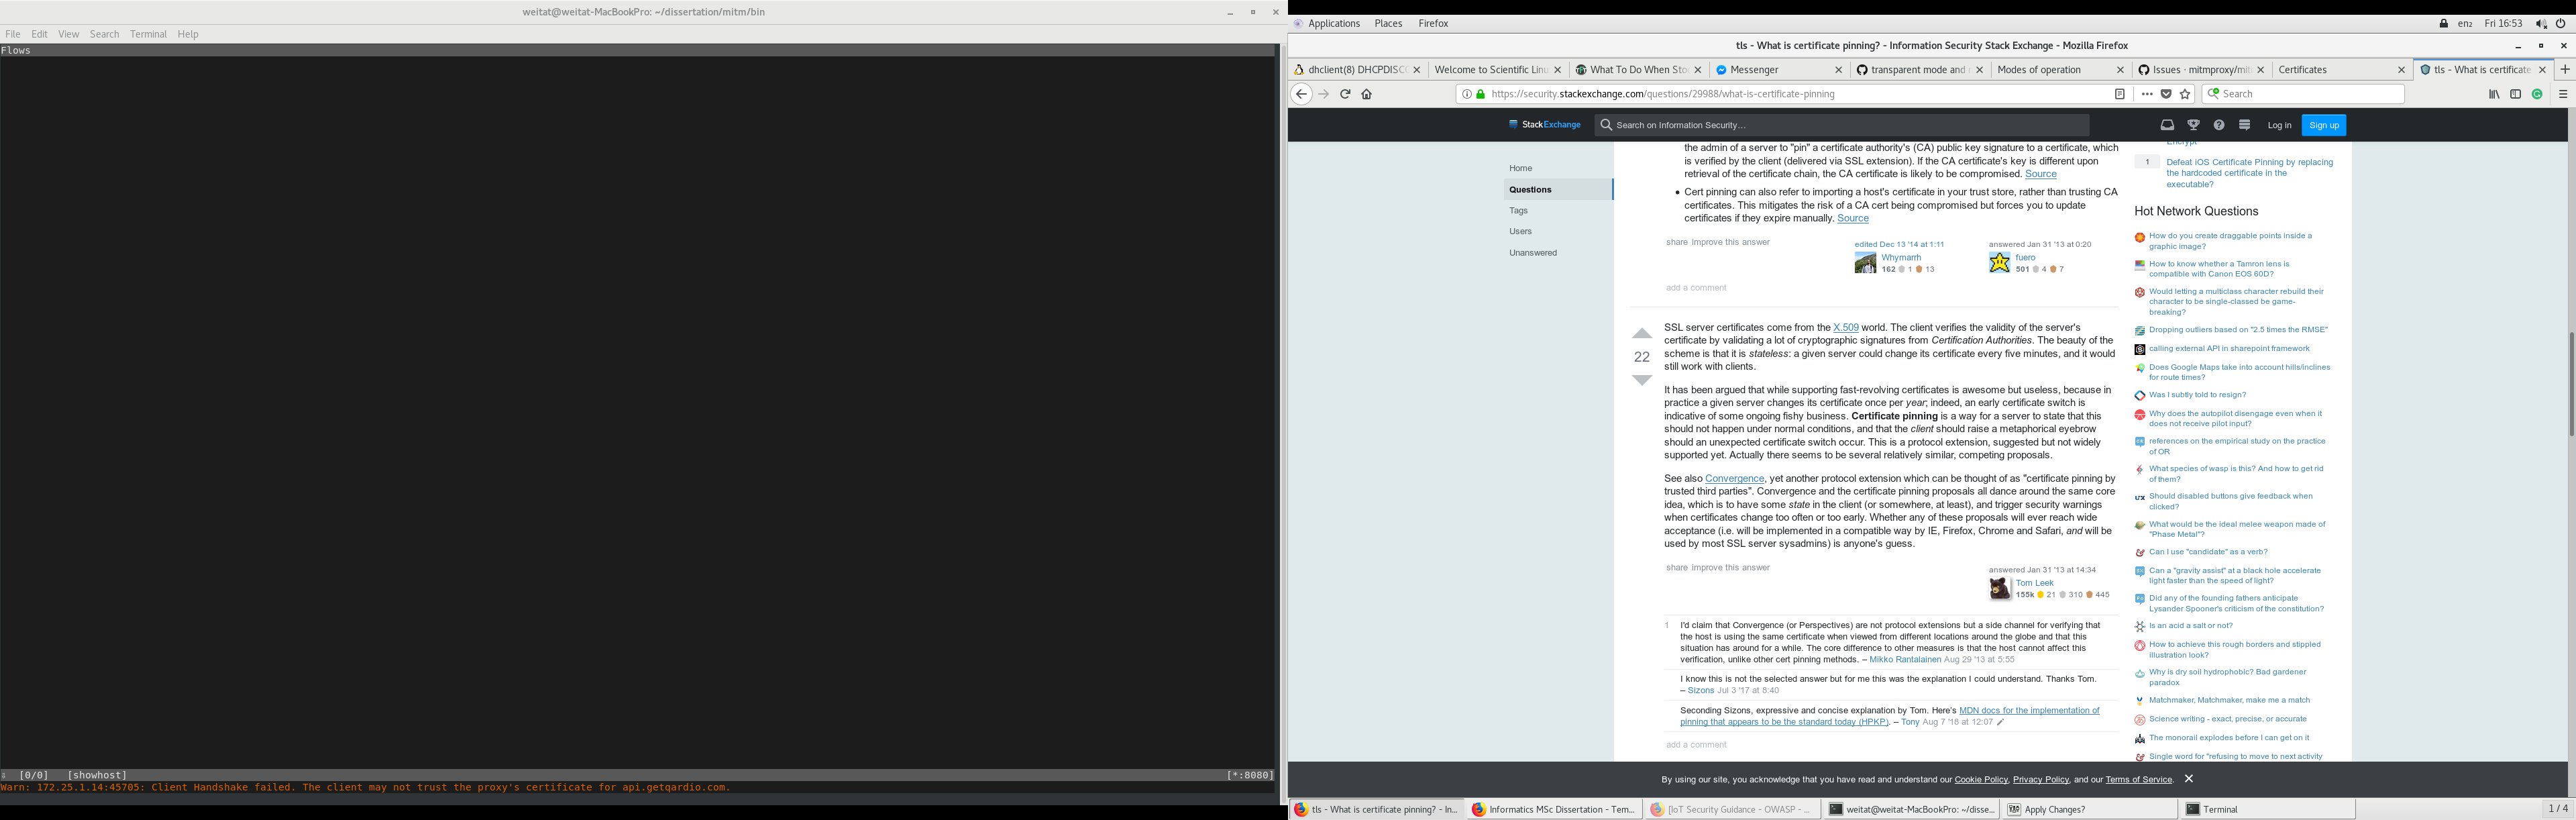 weitat@weitat-MacBookPro: ~/dissertation/mitm/bin
File Edit View Search Terminal Help
Flows
⇩ [0/0] [showhost] [*:8080]
Warn: 172.25.1.14:45705: Client Handshake failed. The client may not trust the proxy's certificate for api.getqardio.com.
Applications Places Firefox en₂ Fri 16:53
tls - What is certificate pinning? - Information Security Stack Exchange - Mozilla Firefox
dhclient(8) DHCPDISC
Welcome to Scientific Linu
What To Do When Sto
Messenger
transparent mode and
Modes of operation
Issues · mitmproxy/mit
Certificates
tls - What is certificate
https://security.stackexchange.com/questions/29988/what-is-certificate-pinning
Search
StackExchange
Search on Information Security…
Log in Sign up
Home
Questions
Tags
Users
Unanswered
the admin of a server to "pin" a certificate authority's (CA) public key signature to a certificate, which
is verified by the client (delivered via SSL extension). If the CA certificate's key is different upon
retrieval of the certificate chain, the CA certificate is likely to be compromised. Source
• Cert pinning can also refer to importing a host's certificate in your trust store, rather than trusting CA
certificates. This mitigates the risk of a CA cert being compromised but forces you to update
certificates if they expire manually. Source
share improve this answer
edited Dec 13 '14 at 1:11
Whymarrh
162 1 13
answered Jan 31 '13 at 0:20
fuero
501 4 7
add a comment
22
SSL server certificates come from the X.509 world. The client verifies the validity of the server's
certificate by validating a lot of cryptographic signatures from Certification Authorities. The beauty of the
scheme is that it is stateless: a given server could change its certificate every five minutes, and it would
still work with clients.
It has been argued that while supporting fast-revolving certificates is awesome but useless, because in
practice a given server changes its certificate once per year; indeed, an early certificate switch is
indicative of some ongoing fishy business. Certificate pinning is a way for a server to state that this
should not happen under normal conditions, and that the client should raise a metaphorical eyebrow
should an unexpected certificate switch occur. This is a protocol extension, suggested but not widely
supported yet. Actually there seems to be several relatively similar, competing proposals.
See also Convergence, yet another protocol extension which can be thought of as "certificate pinning by
trusted third parties". Convergence and the certificate pinning proposals all dance around the same core
idea, which is to have some state in the client (or somewhere, at least), and trigger security warnings
when certificates change too often or too early. Whether any of these proposals will ever reach wide
acceptance (i.e. will be implemented in a compatible way by IE, Firefox, Chrome and Safari, and will be
used by most SSL server sysadmins) is anyone's guess.
share improve this answer
answered Jan 31 '13 at 14:34
Tom Leek
155k 21 310 445
1 I'd claim that Convergence (or Perspectives) are not protocol extensions but a side channel for verifying that
the host is using the same certificate when viewed from different locations around the globe and that this
situation has around for a while. The core difference to other measures is that the host cannot affect this
verification, unlike other cert pinning methods. – Mikko Rantalainen Aug 29 '13 at 5:55
I know this is not the selected answer but for me this was the explanation I could understand. Thanks Tom.
– Sizons Jul 3 '17 at 8:40
Seconding Sizons, expressive and concise explanation by Tom. Here's MDN docs for the implementation of
pinning that appears to be the standard today (HPKP). – Tony Aug 7 '18 at 12:07
add a comment
Encrypt
1 Defeat iOS Certificate Pinning by replacing
the hardcoded certificate in the
executable?
Hot Network Questions
How do you create draggable points inside a
graphic image?
How to know whether a Tamron lens is
compatible with Canon EOS 60D?
Would letting a multiclass character rebuild their
character to be single-classed be game-
breaking?
Dropping outliers based on "2.5 times the RMSE"
calling external API in sharepoint framework
Does Google Maps take into account hills/inclines
for route times?
Was I subtly told to resign?
Why does the autopilot disengage even when it
does not receive pilot input?
references on the empirical study on the practice
of OR
What species of wasp is this? And how to get rid
of them?
Should disabled buttons give feedback when
clicked?
What would be the ideal melee weapon made of
"Phase Metal"?
Can I use "candidate" as a verb?
Can a "gravity assist" at a black hole accelerate
light faster than the speed of light?
Did any of the founding fathers anticipate
Lysander Spooner's criticism of the constitution?
Is an acid a salt or not?
How to achieve this rough borders and stippled
illustration look?
Why is dry soil hydrophobic? Bad gardener
paradox
Matchmaker, Matchmaker, make me a match
Science writing - exact, precise, or accurate
The monorail explodes before I can get on it
Single word for "refusing to move to next activity
By using our site, you acknowledge that you have read and understand our Cookie Policy, Privacy Policy, and our Terms of Service.
tls - What is certificate pinning? - In...
Informatics MSc Dissertation - Tem...
[IoT Security Guidance - OWASP - ...
weitat@weitat-MacBookPro: ~/disse...
Apply Changes?
Terminal
1 / 4